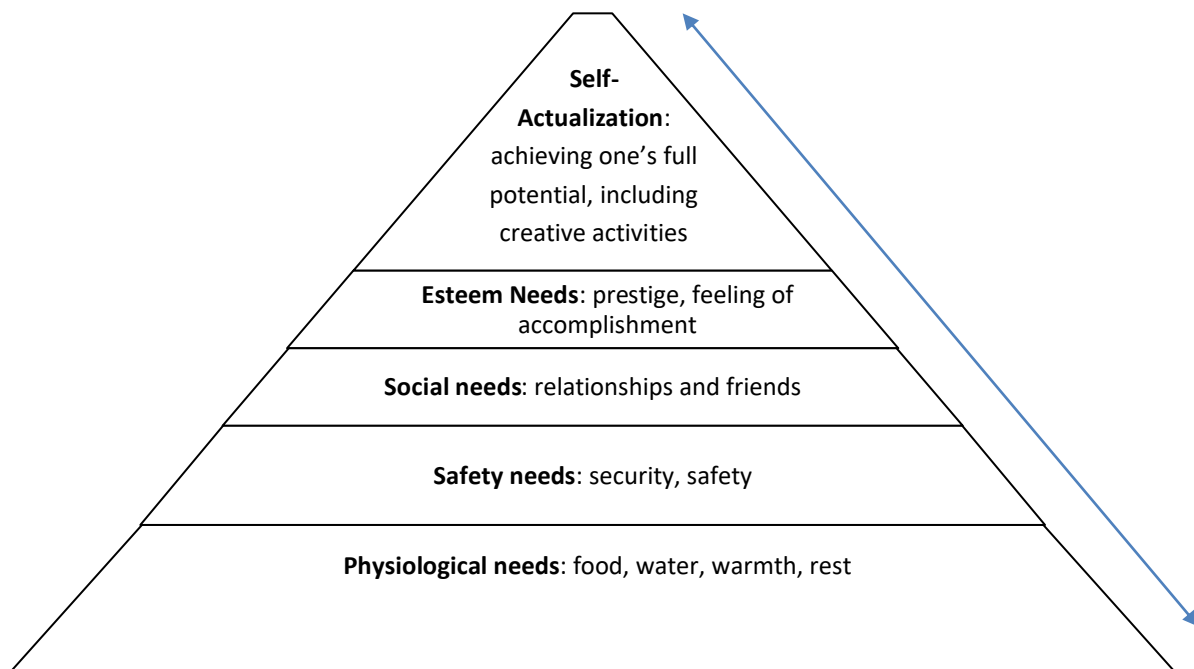 Self-
Actualization:
achieving one’s full
potential, including
creative activities
Esteem Needs: prestige, feeling of
accomplishment
Social needs: relationships and friends
Safety needs: security, safety
Physiological needs: food, water, warmth, rest